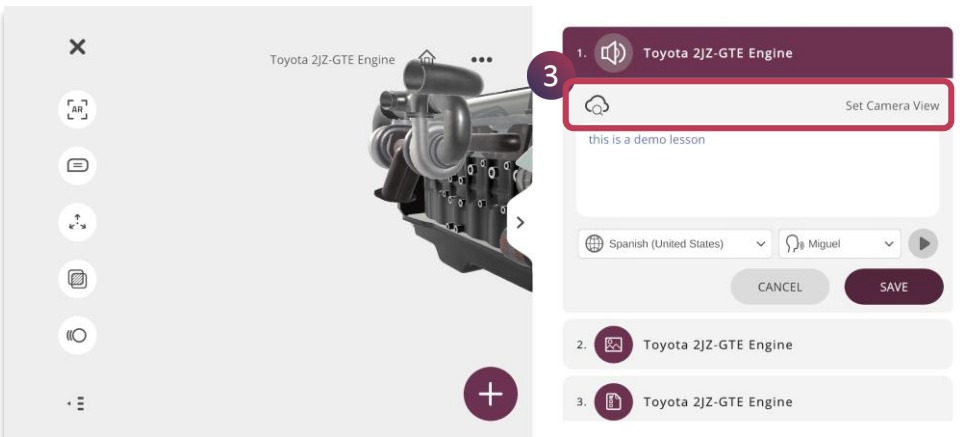 Toyota 2JZ-GTE Engine
AR
3
1. Toyota 2JZ-GTE Engine
Set Camera View
this is a demo lesson
Spanish (United States)
Miguel
CANCEL
SAVE
2. Toyota 2JZ-GTE Engine
3. Toyota 2JZ-GTE Engine